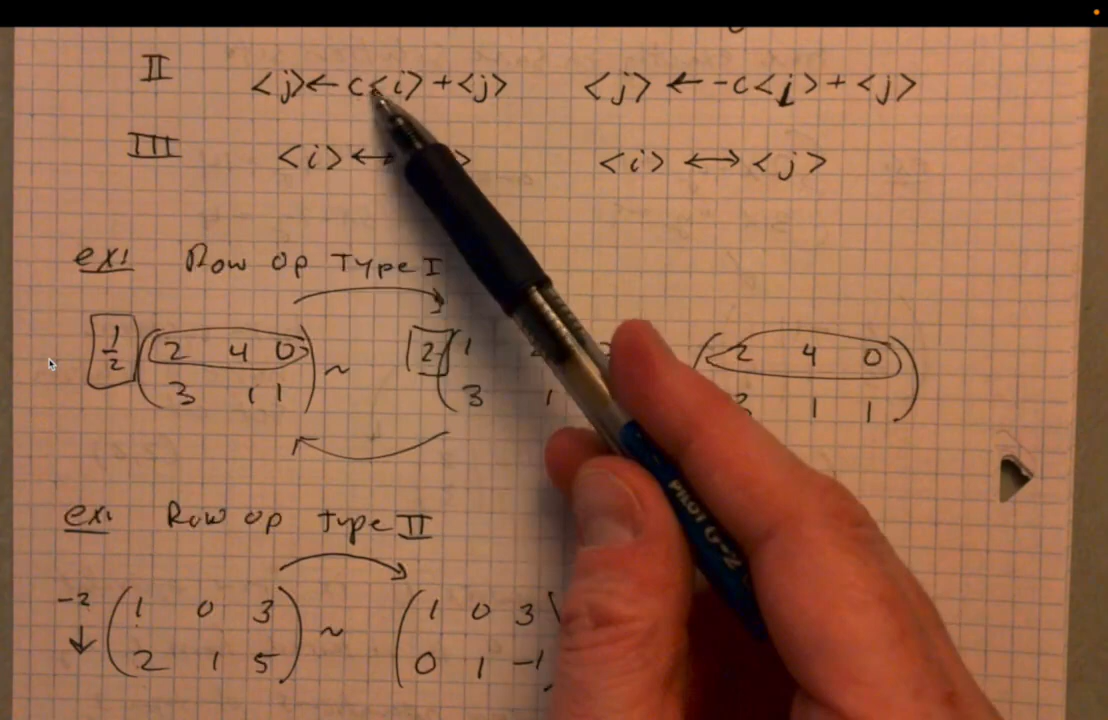 II <j> ← c<i> + <j> <j> ← -c<i> + <j>
III <i> ↔ > <i> ↔ <j>
ex: Row Op Type I
1/2 ( 2 4 0 ) ~ 2 ( 1 ( 2 4 0 )
( 3 1 1 ) ( 3 1 1 1 )
ex: Row Op Type II
-2 ( 1 0 3 ) ~ ( 1 0 3 )
↓ ( 2 1 5 ) ( 0 1 -1
PILOT G-2